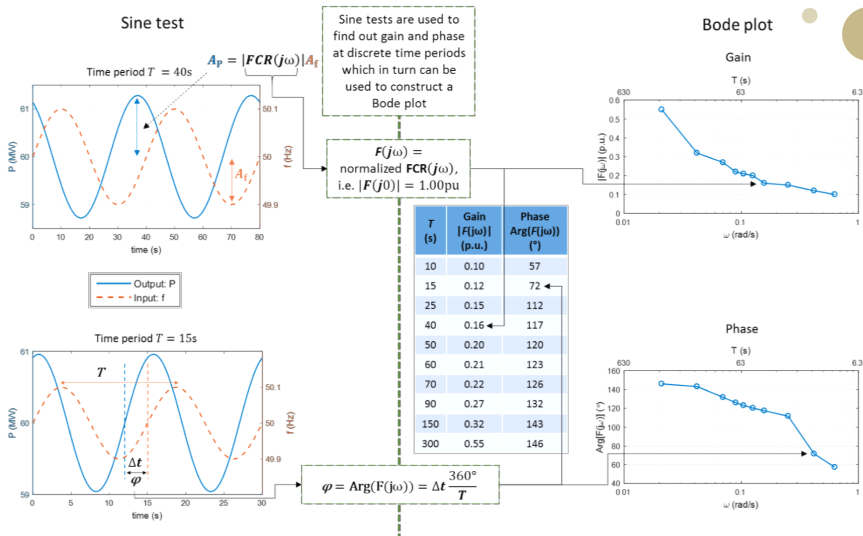 Sine test
Sine tests are used to
find out gain and phase
at discrete time periods
which in turn can be
used to construct a
Bode plot
Bode plot
A_P = |FCR(jω)|A_f
Time period T = 40s
61
60
59
P (MW)
50.1
50
49.9
f (Hz)
A_f
0 10 20 30 40 50 60 70 80
time (s)
Output: P
Input: f
F(jω) =
normalized FCR(jω),
i.e. |F(j0)| = 1.00pu
T (s) Gain |F(jω)| (p.u.) Phase Arg(F(jω)) (°)
10 0.10 57
15 0.12 72
25 0.15 112
40 0.16 117
50 0.20 120
60 0.21 123
70 0.22 126
90 0.27 132
150 0.32 143
300 0.55 146
Time period T = 15s
61
60
59
P (MW)
50.1
50
49.9
f (Hz)
T
Δt
φ
0 5 10 15 20 25 30
time (s)
φ = Arg(F(jω)) = Δt 360°/T
Gain
T (s)
630 63 6.3
0.6
0.5
0.4
0.3
0.2
0.1
0
|F(jω)| (p.u.)
0.01 0.1 1
ω (rad/s)
Phase
T (s)
630 63 6.3
160
140
120
100
80
60
40
Arg[F(jω)] (°)
0.01 0.1 1
ω (rad/s)